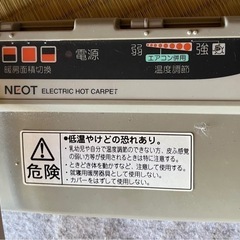 電源
弱
強
エアコン併用
暖房面積切換
温度調節
NEOT ELECTRIC HOT CARPET
危険
●低温やけどの恐れあり。
・乳幼児や自分で温度調節のできない方、皮ふ感覚
の弱い方等が使用されるときは特に注意する。
・ときどき体を動かすなど、注意して使用する。
・就寝用暖房器具として、使用しない。
・カバーをはずして、使用しない。